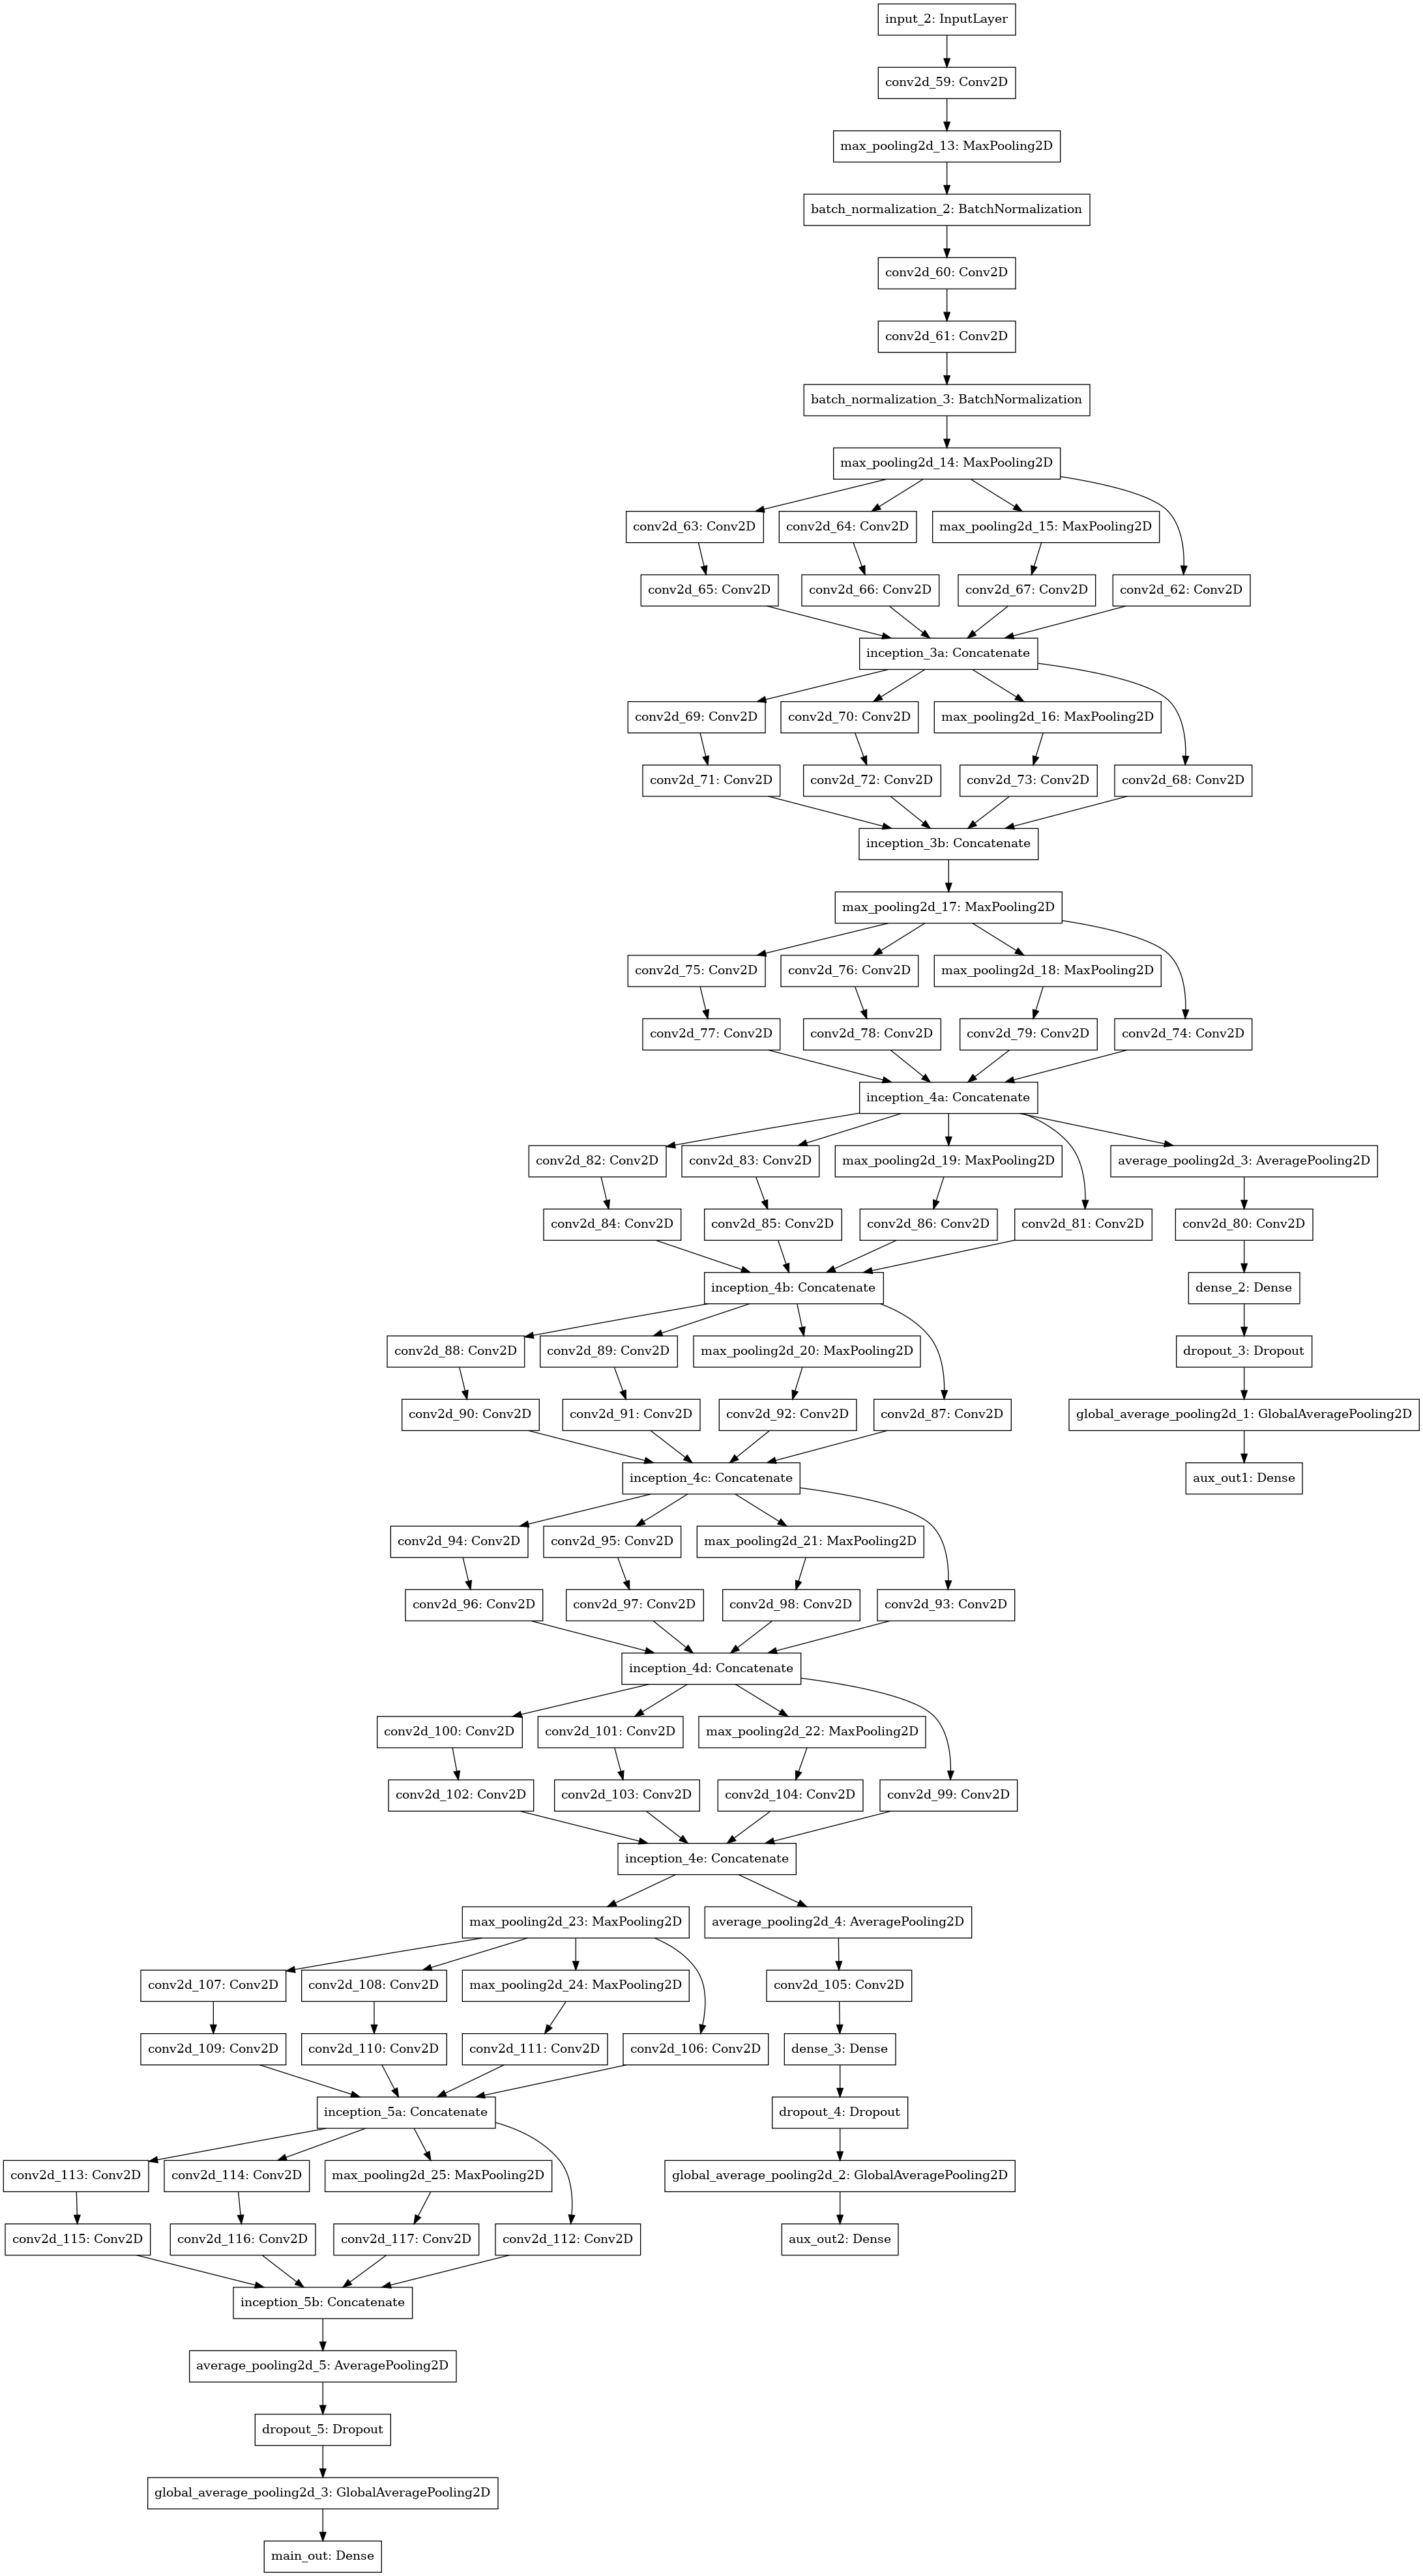 input_2: InputLayer
conv2d_59: Conv2D
max_pooling2d_13: MaxPooling2D
batch_normalization_2: BatchNormalization
conv2d_60: Conv2D
conv2d_61: Conv2D
batch_normalization_3: BatchNormalization
max_pooling2d_14: MaxPooling2D
conv2d_63: Conv2D
conv2d_64: Conv2D
max_pooling2d_15: MaxPooling2D
conv2d_65: Conv2D
conv2d_66: Conv2D
conv2d_67: Conv2D
conv2d_62: Conv2D
inception_3a: Concatenate
conv2d_69: Conv2D
conv2d_70: Conv2D
max_pooling2d_16: MaxPooling2D
conv2d_71: Conv2D
conv2d_72: Conv2D
conv2d_73: Conv2D
conv2d_68: Conv2D
inception_3b: Concatenate
max_pooling2d_17: MaxPooling2D
conv2d_75: Conv2D
conv2d_76: Conv2D
max_pooling2d_18: MaxPooling2D
conv2d_77: Conv2D
conv2d_78: Conv2D
conv2d_79: Conv2D
conv2d_74: Conv2D
inception_4a: Concatenate
conv2d_82: Conv2D
conv2d_83: Conv2D
max_pooling2d_19: MaxPooling2D
average_pooling2d_3: AveragePooling2D
conv2d_84: Conv2D
conv2d_85: Conv2D
conv2d_86: Conv2D
conv2d_81: Conv2D
conv2d_80: Conv2D
inception_4b: Concatenate
dense_2: Dense
conv2d_88: Conv2D
conv2d_89: Conv2D
max_pooling2d_20: MaxPooling2D
dropout_3: Dropout
conv2d_90: Conv2D
conv2d_91: Conv2D
conv2d_92: Conv2D
conv2d_87: Conv2D
global_average_pooling2d_1: GlobalAveragePooling2D
inception_4c: Concatenate
aux_out1: Dense
conv2d_94: Conv2D
conv2d_95: Conv2D
max_pooling2d_21: MaxPooling2D
conv2d_96: Conv2D
conv2d_97: Conv2D
conv2d_98: Conv2D
conv2d_93: Conv2D
inception_4d: Concatenate
conv2d_100: Conv2D
conv2d_101: Conv2D
max_pooling2d_22: MaxPooling2D
conv2d_102: Conv2D
conv2d_103: Conv2D
conv2d_104: Conv2D
conv2d_99: Conv2D
inception_4e: Concatenate
max_pooling2d_23: MaxPooling2D
average_pooling2d_4: AveragePooling2D
conv2d_107: Conv2D
conv2d_108: Conv2D
max_pooling2d_24: MaxPooling2D
conv2d_105: Conv2D
conv2d_109: Conv2D
conv2d_110: Conv2D
conv2d_111: Conv2D
conv2d_106: Conv2D
dense_3: Dense
inception_5a: Concatenate
dropout_4: Dropout
conv2d_113: Conv2D
conv2d_114: Conv2D
max_pooling2d_25: MaxPooling2D
global_average_pooling2d_2: GlobalAveragePooling2D
conv2d_115: Conv2D
conv2d_116: Conv2D
conv2d_117: Conv2D
conv2d_112: Conv2D
aux_out2: Dense
inception_5b: Concatenate
average_pooling2d_5: AveragePooling2D
dropout_5: Dropout
global_average_pooling2d_3: GlobalAveragePooling2D
main_out: Dense